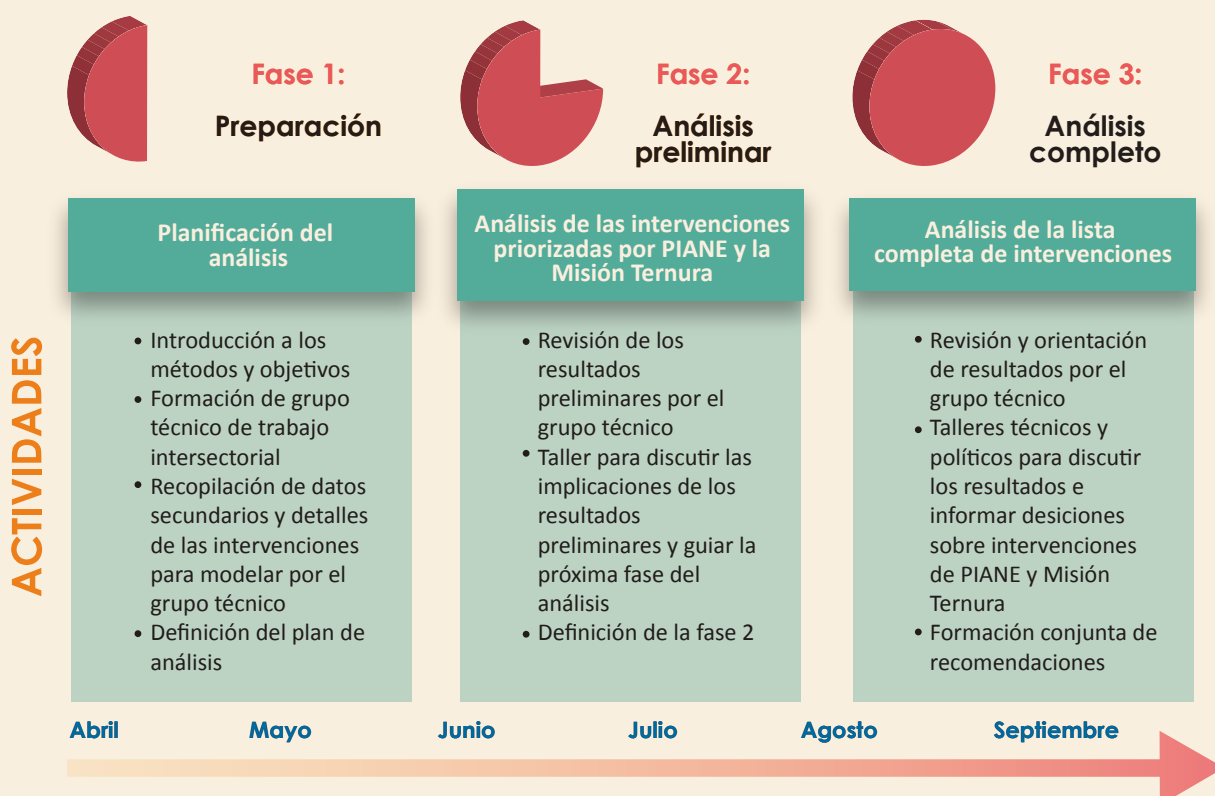 Fase 1:
Preparación
Fase 2:
Análisis
preliminar
Fase 3:
Análisis
completo
Planificación del
análisis
Análisis de las intervenciones
priorizadas por PIANE y la
Misión Ternura
Análisis de la lista
completa de intervenciones
ACTIVIDADES
• Introducción a los
métodos y objetivos
• Formación de grupo
técnico de trabajo
intersectorial
• Recopilación de datos
secundarios y detalles
de las intervenciones
para modelar por el
grupo técnico
• Definición del plan de
análisis
• Revisión de los
resultados
preliminares por el
grupo técnico
• Taller para discutir las
implicaciones de los
resultados
preliminares y guiar la
próxima fase del
análisis
• Definición de la fase 2
• Revisión y orientación
de resultados por el
grupo técnico
• Talleres técnicos y
políticos para discutir
los resultados e
informar desiciones
sobre intervenciones
de PIANE y Misión
Ternura
• Formación conjunta de
recomendaciones
Abril Mayo Junio Julio Agosto Septiembre